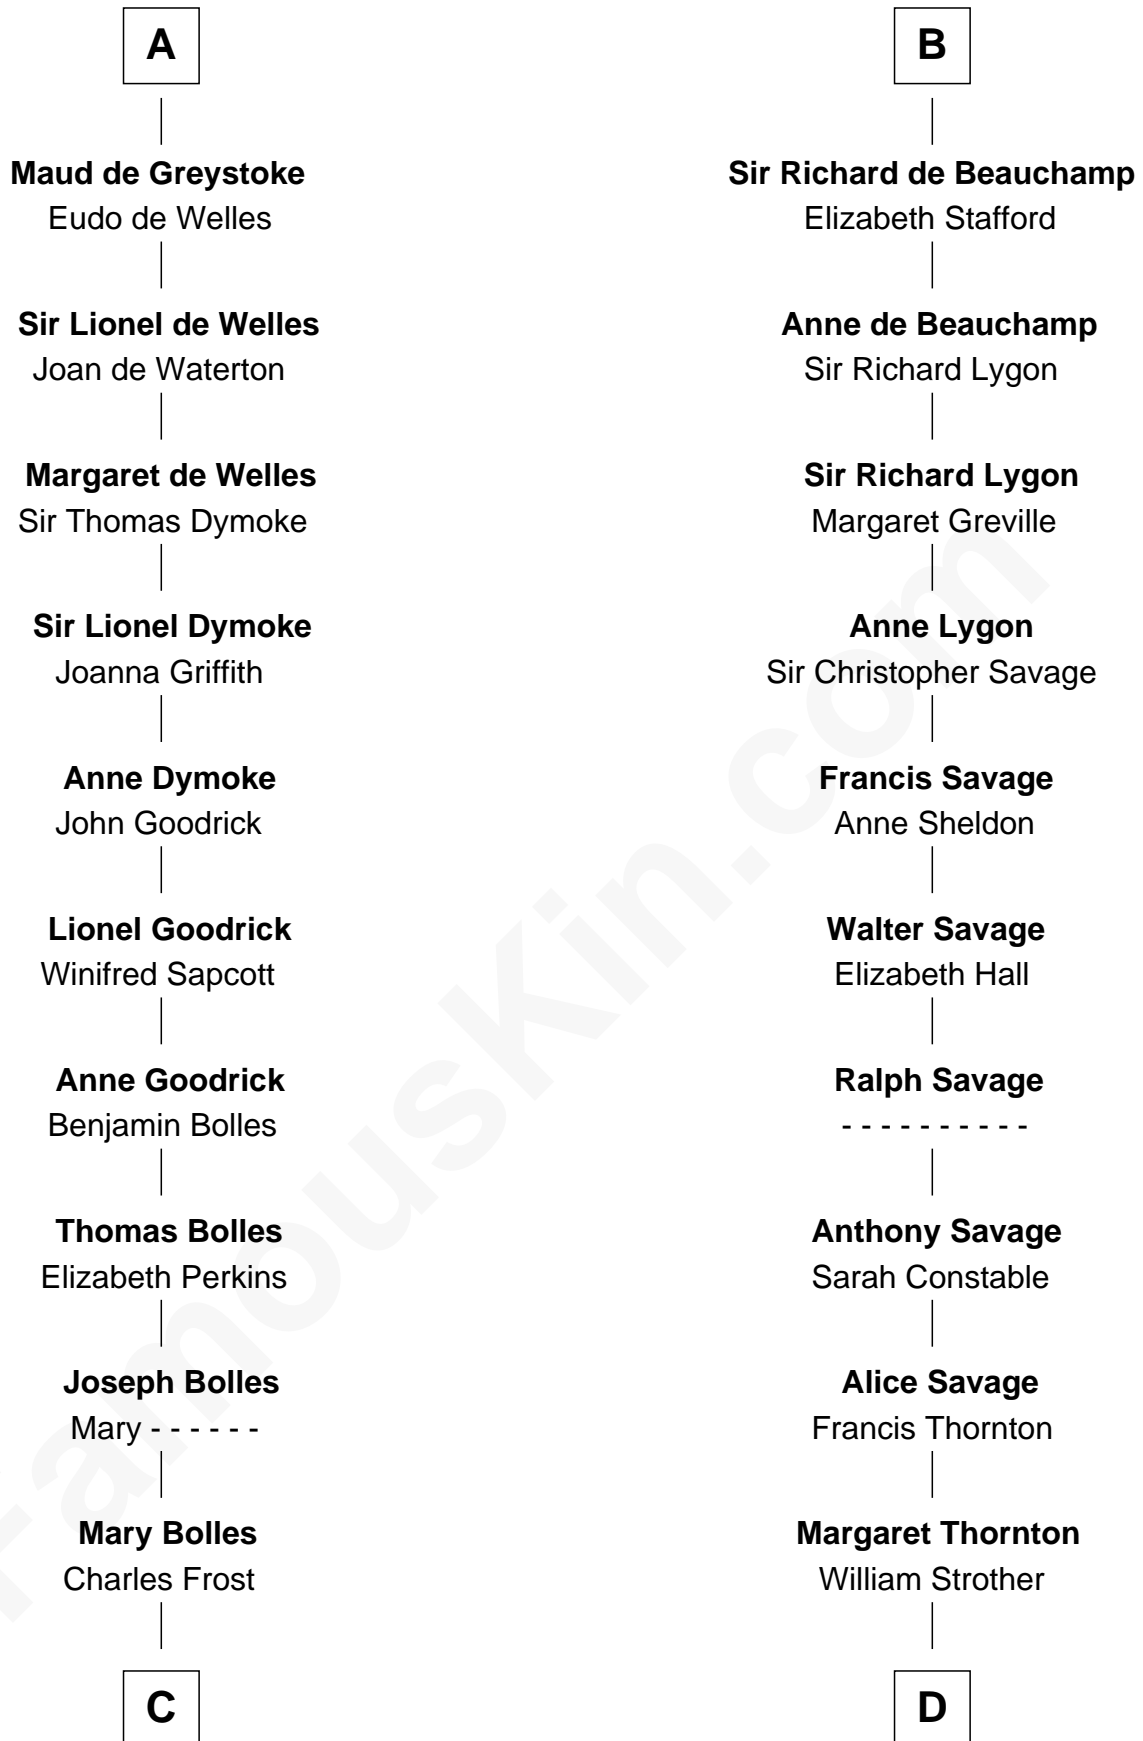 A
Maud de Greystoke
Eudo de Welles
Sir Lionel de Welles
Joan de Waterton
Margaret de Welles
Sir Thomas Dymoke
Sir Lionel Dymoke
Joanna Griffith
Anne Dymoke
John Goodrick
Lionel Goodrick
Winifred Sapcott
Anne Goodrick
Benjamin Bolles
Thomas Bolles
Elizabeth Perkins
Joseph Bolles
Mary - - - - - -
Mary Bolles
Charles Frost
C
B
Sir Richard de Beauchamp
Elizabeth Stafford
Anne de Beauchamp
Sir Richard Lygon
Sir Richard Lygon
Margaret Greville
Anne Lygon
Sir Christopher Savage
Francis Savage
Anne Sheldon
Walter Savage
Elizabeth Hall
Ralph Savage
- - - - - - - - - -
Anthony Savage
Sarah Constable
Alice Savage
Francis Thornton
Margaret Thornton
William Strother
D
FamousKin.com